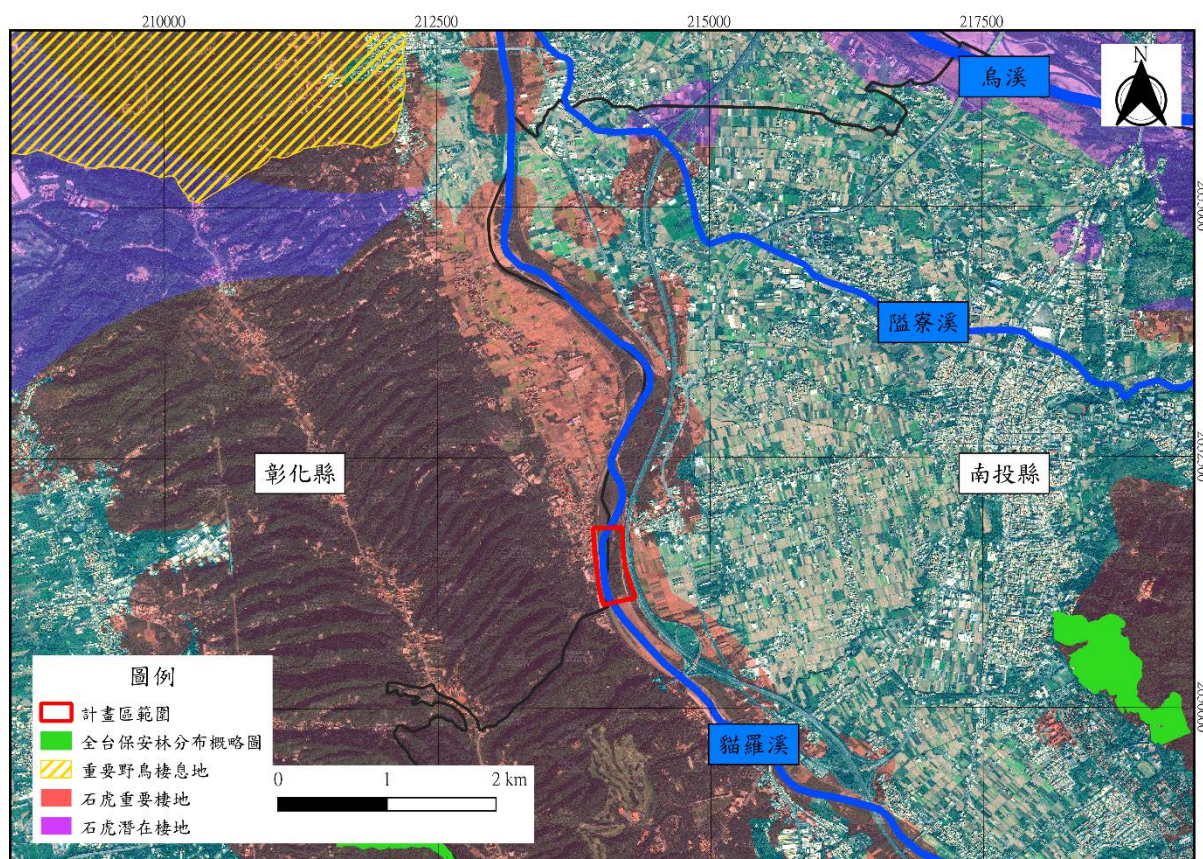 210000
212500
215000
217500
N
烏溪
隘寮溪
彰化縣
南投縣
貓羅溪
圖例
計畫區範圍
全台保安林分布概略圖
重要野鳥棲息地
石虎重要棲地
石虎潛在棲地
0 1 2 km